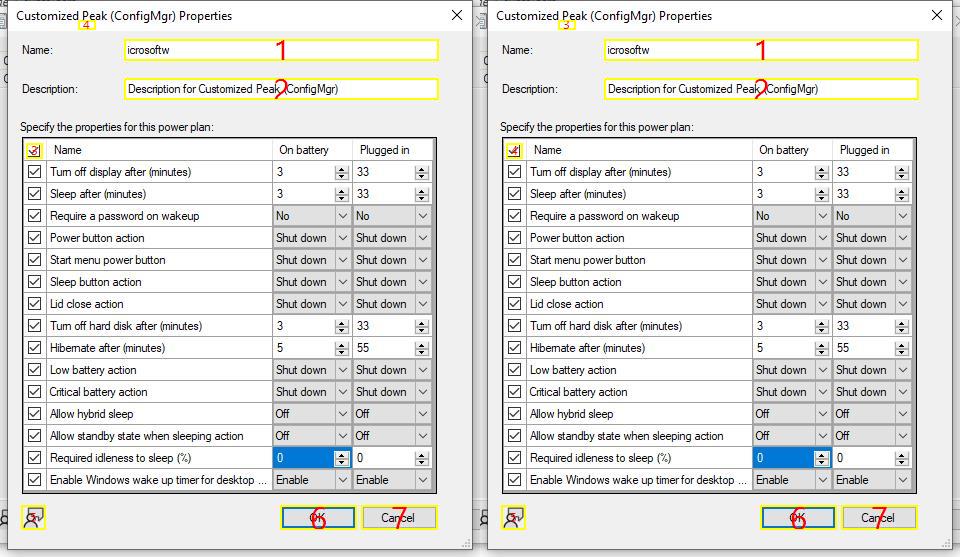 Customized Peak (ConfigMgr) Properties
4
Name: icrosoftw 1
Description: Description for Customized Peak (ConfigMgr) 2
Specify the properties for this power plan:
3 Name On battery Plugged in
Turn off display after (minutes) 3 33
Sleep after (minutes) 3 33
Require a password on wakeup No No
Power button action Shut down Shut down
Start menu power button Shut down Shut down
Sleep button action Shut down Shut down
Lid close action Shut down Shut down
Turn off hard disk after (minutes) 3 33
Hibernate after (minutes) 5 55
Low battery action Shut down Shut down
Critical battery action Shut down Shut down
Allow hybrid sleep Off Off
Allow standby state when sleeping action Off Off
Required idleness to sleep (%) 0 0
Enable Windows wake up timer for desktop ... Enable Enable
5 OK 6 Cancel 7
Customized Peak (ConfigMgr) Properties
3
Name: icrosoftw 1
Description: Description for Customized Peak (ConfigMgr) 2
Specify the properties for this power plan:
4 Name On battery Plugged in
Turn off display after (minutes) 3 33
Sleep after (minutes) 3 33
Require a password on wakeup No No
Power button action Shut down Shut down
Start menu power button Shut down Shut down
Sleep button action Shut down Shut down
Lid close action Shut down Shut down
Turn off hard disk after (minutes) 3 33
Hibernate after (minutes) 5 55
Low battery action Shut down Shut down
Critical battery action Shut down Shut down
Allow hybrid sleep Off Off
Allow standby state when sleeping action Off Off
Required idleness to sleep (%) 0 0
Enable Windows wake up timer for desktop ... Enable Enable
5 OK 6 Cancel 7